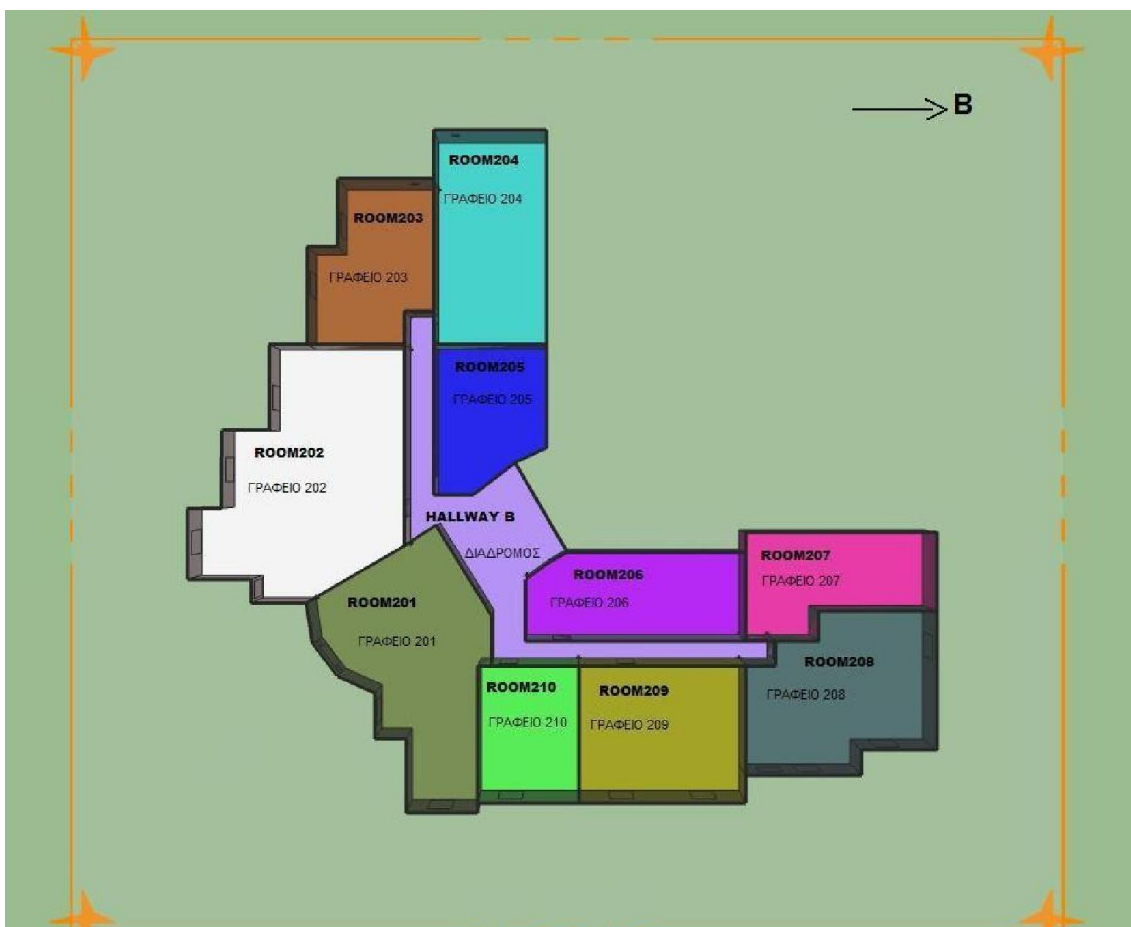 B
ROOM204
ΓΡΑΦΕΙΟ 204
ROOM203
ΓΡΑΦΕΙΟ 203
ROOM205
ΓΡΑΦΕΙΟ 205
ROOM202
ΓΡΑΦΕΙΟ 202
HALLWAY B
ΔΙΑΔΡΟΜΟΣ
ROOM207
ΓΡΑΦΕΙΟ 207
ROOM206
ΓΡΑΦΕΙΟ 206
ROOM201
ΓΡΑΦΕΙΟ 201
ROOM208
ΓΡΑΦΕΙΟ 208
ROOM210
ΓΡΑΦΕΙΟ 210
ROOM209
ΓΡΑΦΕΙΟ 209